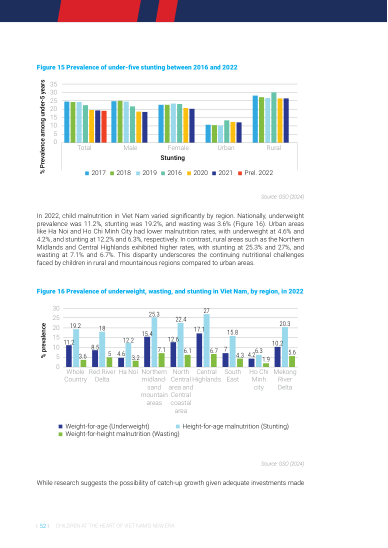 Figure 15 Prevalence of under-five stunting between 2016 and 2022
% Prevalence among under-5 years
35
30
25
20
15
10
5
0
Total Male Female Urban Rural
Stunting
2017 2018 2019 2016 2020 2021 Prel. 2022
Source: GSO (2024)
In 2022, child malnutrition in Viet Nam varied significantly by region. Nationally, underweight
prevalence was 11.2%, stunting was 19.2%, and wasting was 3.6% (Figure 16). Urban areas
like Ha Noi and Ho Chi Minh City had lower malnutrition rates, with underweight at 4.6% and
4.2%, and stunting at 12.2% and 6.3%, respectively. In contrast, rural areas such as the Northern
Midlands and Central Highlands exhibited higher rates, with stunting at 25.3% and 27%, and
wasting at 7.1% and 6.7%. This disparity underscores the continuing nutritional challenges
faced by children in rural and mountainous regions compared to urban areas.
Figure 16 Prevalence of underweight, wasting, and stunting in Viet Nam, by region, in 2022
% prevalence
30
25
20
15
10
5
0
11.2 19.2 3.6 8.5 18 5 4.6 12.2 3.2 15.4 25.3 7.1 12.6 22.4 6.1 17.1 27 6.7 7 15.8 4.3 4.2 6.3 1.9 10.2 20.3 5.6
Whole Red River Ha Noi Northern North Central South Ho Chi Mekong
Country Delta midland- Central Highlands East Minh River
sand area and city Delta
mountain Central
areas coastal
area
Weight-for-age (Underweight) Height-for-age malnutrition (Stunting)
Weight-for-height malnutrition (Wasting)
Source: GSO (2024)
While research suggests the possibility of catch-up growth given adequate investments made
| 52 | CHILDREN AT THE HEART OF VIET NAM'S NEW ERA